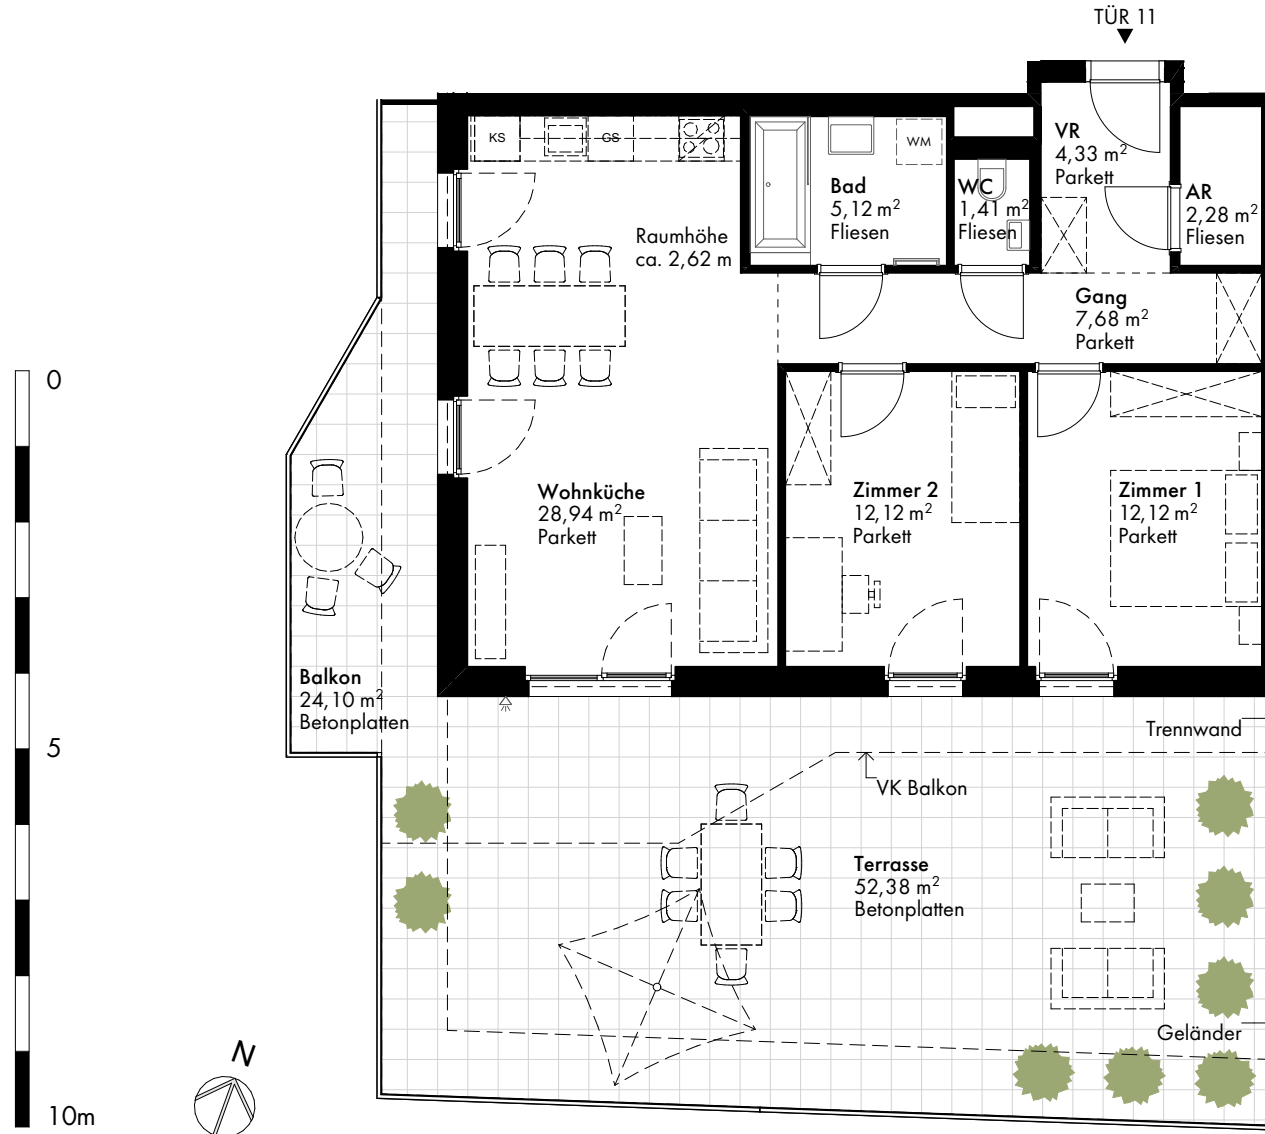 TÜR 11
VR
4,33 m²
Parkett
KS
GS
WM
Bad
5,12 m²
Fliesen
WC
1,41 m²
Fliesen
AR
2,28 m²
Fliesen
Raumhöhe
ca. 2,62 m
Gang
7,68 m²
Parkett
0
Wohnküche
28,94 m²
Parkett
Zimmer 2
12,12 m²
Parkett
Zimmer 1
12,12 m²
Parkett
Balkon
24,10 m²
Betonplatten
5
Trennwand
VK Balkon
Terrasse
52,38 m²
Betonplatten
Geländer
N
10m